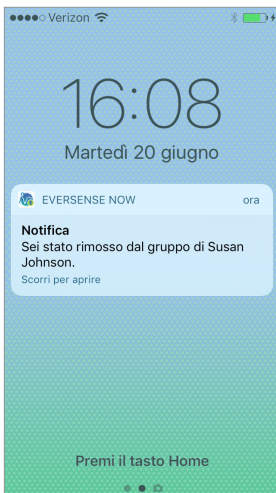 Verizon
16:08
Martedì 20 giugno
EVERSENSE NOW ora
Notifica
Sei stato rimosso dal gruppo di Susan
Johnson.
Scorri per aprire
Premi il tasto Home